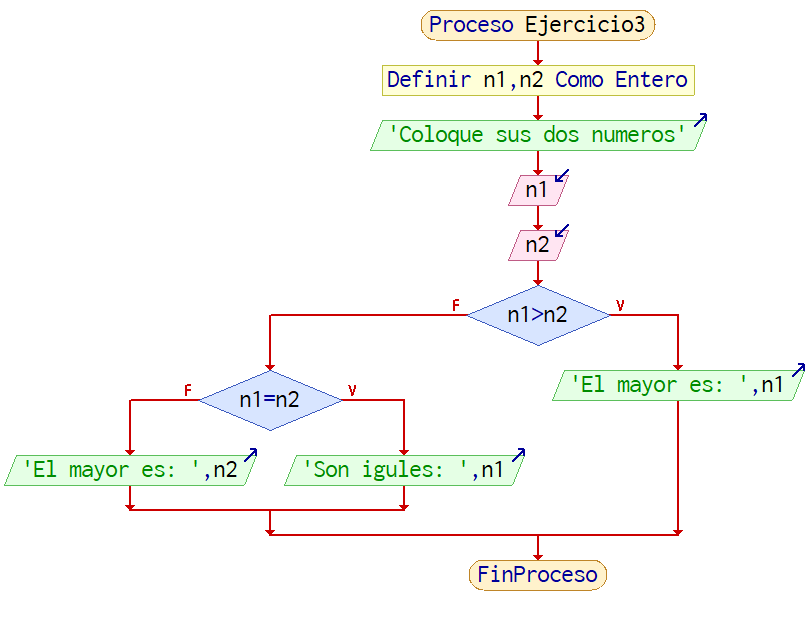 Proceso Ejercicio3
Definir n1,n2 Como Entero
'Coloque sus dos numeros'
n1
n2
n1>n2
F
V
'El mayor es: ',n1
n1=n2
F
V
'El mayor es: ',n2
'Son igules: ',n1
FinProceso